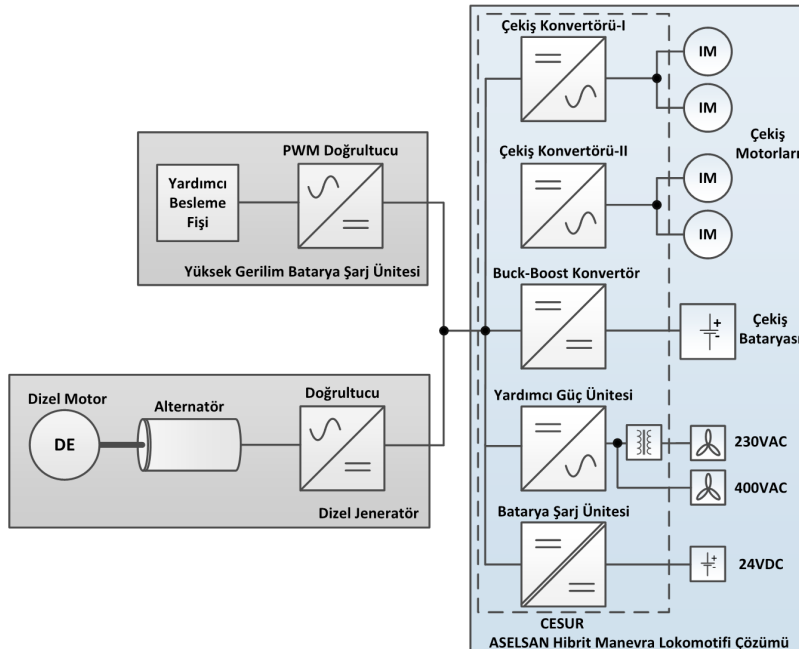 Çekiş Konvertörü-I
IM
IM
Çekiş
Motorları
Çekiş Konvertörü-II
IM
IM
PWM Doğrultucu
Yardımcı
Besleme
Fişi
Yüksek Gerilim Batarya Şarj Ünitesi
Buck-Boost Konvertör
+
-
Çekiş
Bataryası
Dizel Motor
DE
Alternatör
Doğrultucu
Dizel Jeneratör
Yardımcı Güç Ünitesi
230VAC
400VAC
Batarya Şarj Ünitesi
+
-
24VDC
CESUR
ASELSAN Hibrit Manevra Lokomotifi Çözümü